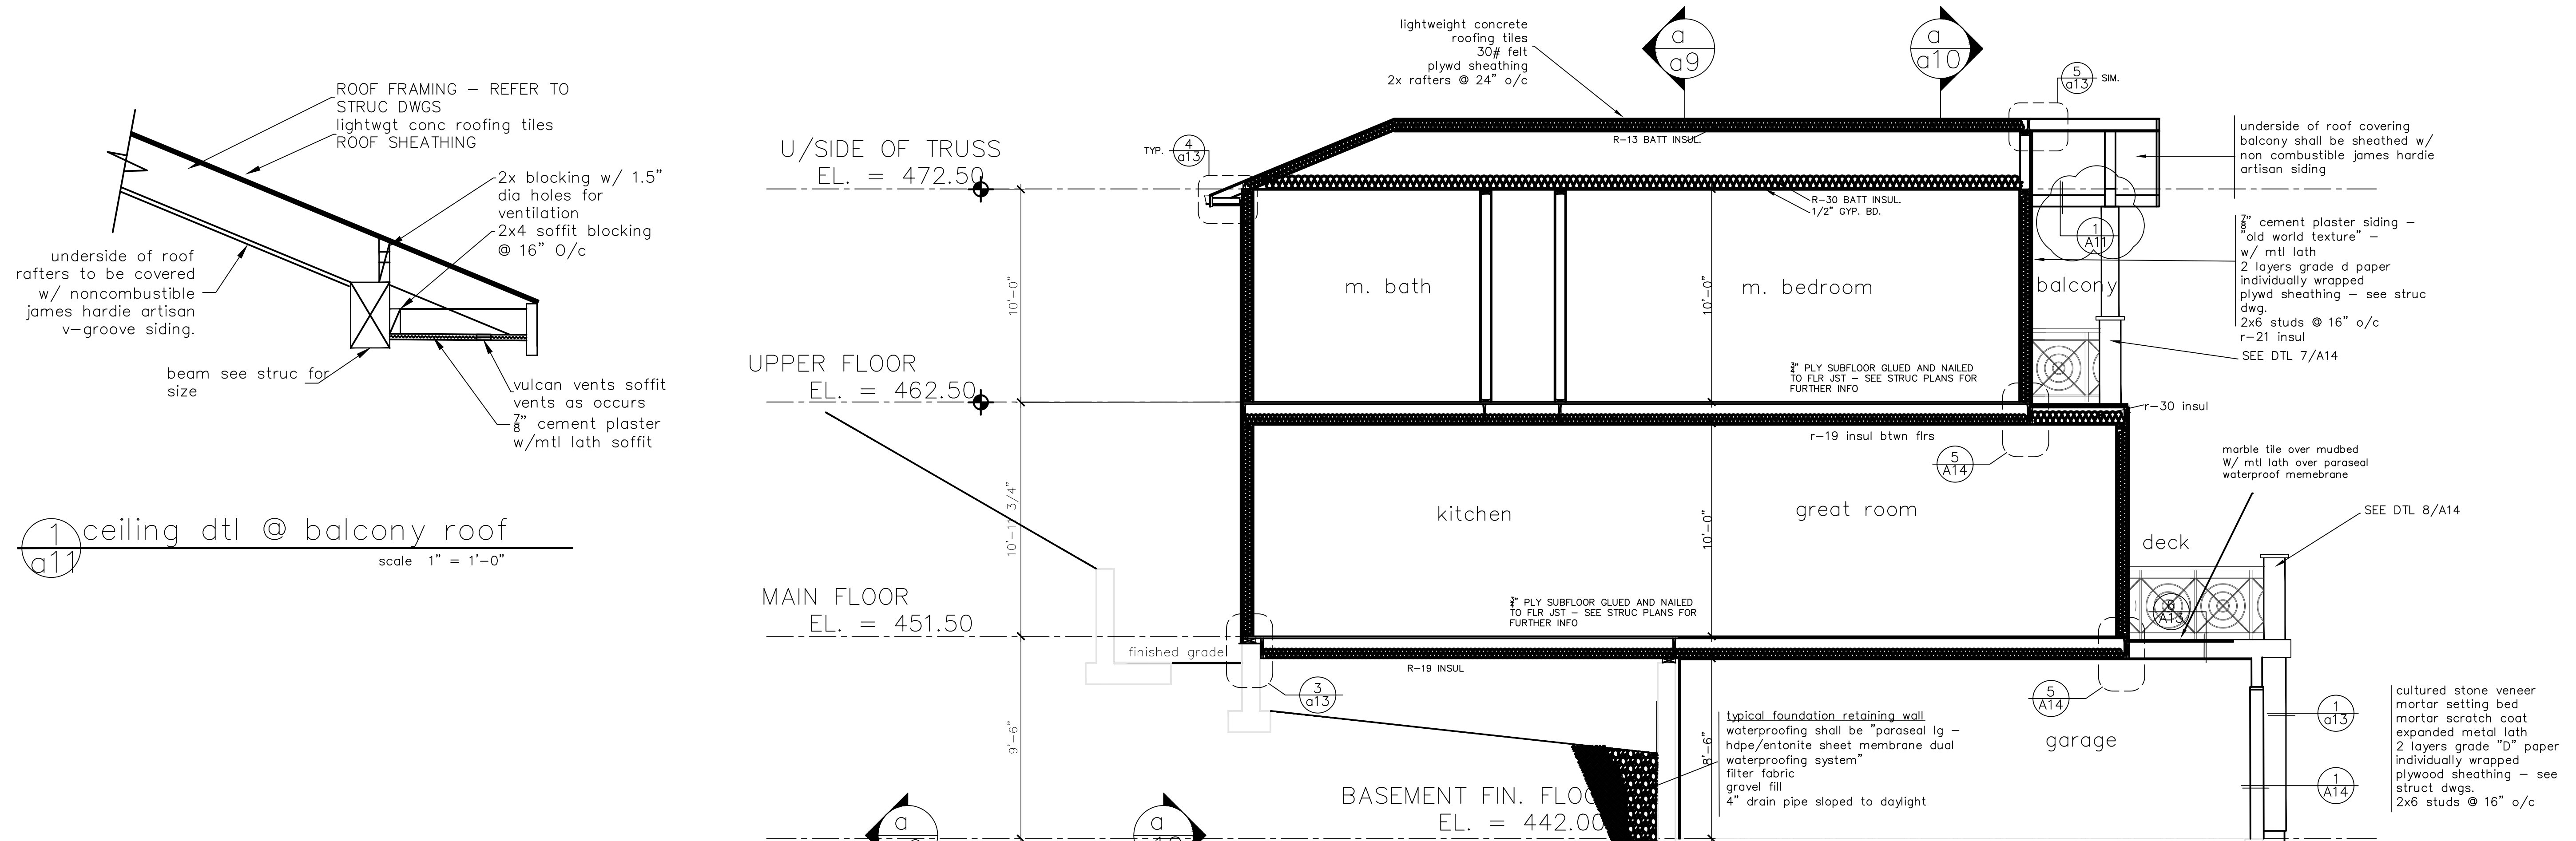 ROOF FRAMING – REFER TO
STRUC DWGS
lightwgt conc roofing tiles
ROOF SHEATHING
2x blocking w/ 1.5"
dia holes for
ventilation
2x4 soffit blocking
@ 16" O/c
underside of roof
rafters to be covered
w/ noncombustible
james hardie artisan
v-groove siding.
beam see struc for
size
vulcan vents soffit
vents as occurs
7/8" cement plaster
w/mtl lath soffit
1
a11
ceiling dtl @ balcony roof
scale 1" = 1'-0"
lightweight concrete
roofing tiles
30# felt
plywd sheathing
2x rafters @ 24" o/c
a
a9
a
a10
5
a13
SIM.
TYP.
4
a13
U/SIDE OF TRUSS
EL. = 472.50
R-13 BATT INSUL.
R-30 BATT INSUL.
1/2" GYP. BD.
underside of roof covering
balcony shall be sheathed w/
non combustible james hardie
artisan siding
1
A11
7/8" cement plaster siding –
"old world texture" –
w/ mtl lath
2 layers grade d paper
individually wrapped
plywd sheathing – see struc
dwg.
2x6 studs @ 16" o/c
r-21 insul
SEE DTL 7/A14
10'-0"
m. bath
10'-0"
m. bedroom
balcony
3/4" PLY SUBFLOOR GLUED AND NAILED
TO FLR JST – SEE STRUC PLANS FOR
FURTHER INFO
UPPER FLOOR
EL. = 462.50
r-30 insul
r-19 insul btwn flrs
5
A14
marble tile over mudbed
W/ mtl lath over paraseal
waterproof memebrane
SEE DTL 8/A14
10'-11 3/4"
kitchen
10'-0"
great room
deck
6
A13
3/4" PLY SUBFLOOR GLUED AND NAILED
TO FLR JST – SEE STRUC PLANS FOR
FURTHER INFO
MAIN FLOOR
EL. = 451.50
finished grade
R-19 INSUL
3
a13
5
A14
9'-6"
8'-6"
typical foundation retaining wall
waterproofing shall be "paraseal lg –
hdpe/entonite sheet membrane dual
waterproofing system"
filter fabric
gravel fill
4" drain pipe sloped to daylight
garage
1
a13
1
A14
cultured stone veneer
mortar setting bed
mortar scratch coat
expanded metal lath
2 layers grade "D" paper
individually wrapped
plywood sheathing – see
struct dwgs.
2x6 studs @ 16" o/c
BASEMENT FIN. FLOO
EL. = 442.00
a
a